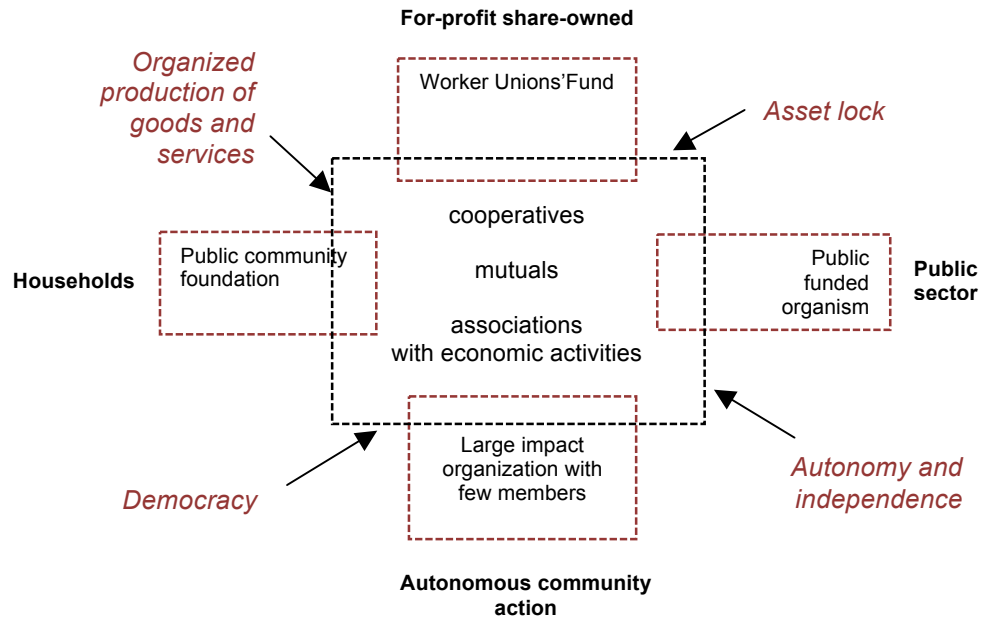 For-profit share-owned
Organized
production of
goods and
services
Worker Unions'Fund
Asset lock
cooperatives
mutuals
associations
with economic activities
Households
Public community
foundation
Public
funded
organism
Public
sector
Large impact
organization with
few members
Democracy
Autonomy and
independence
Autonomous community
action